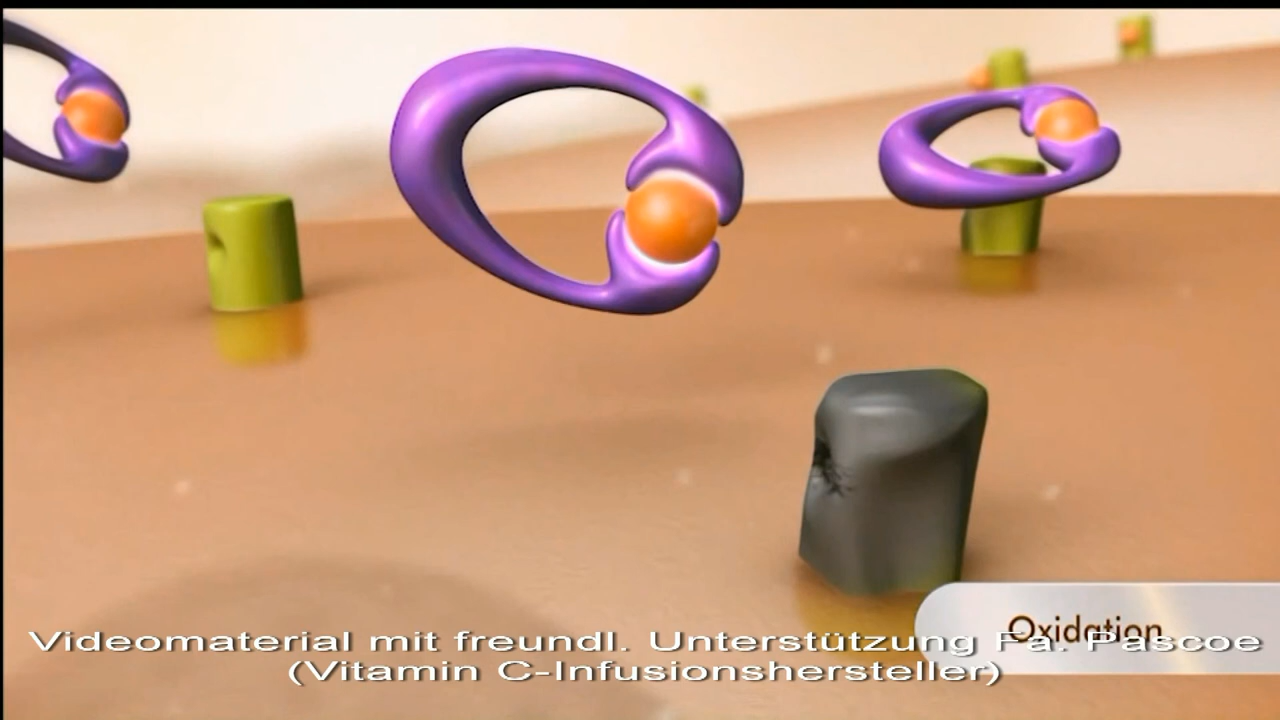 Oxidation
Videomaterial mit freundl. Unterstützung Fa. Pascoe
(Vitamin C-Infusionshersteller)